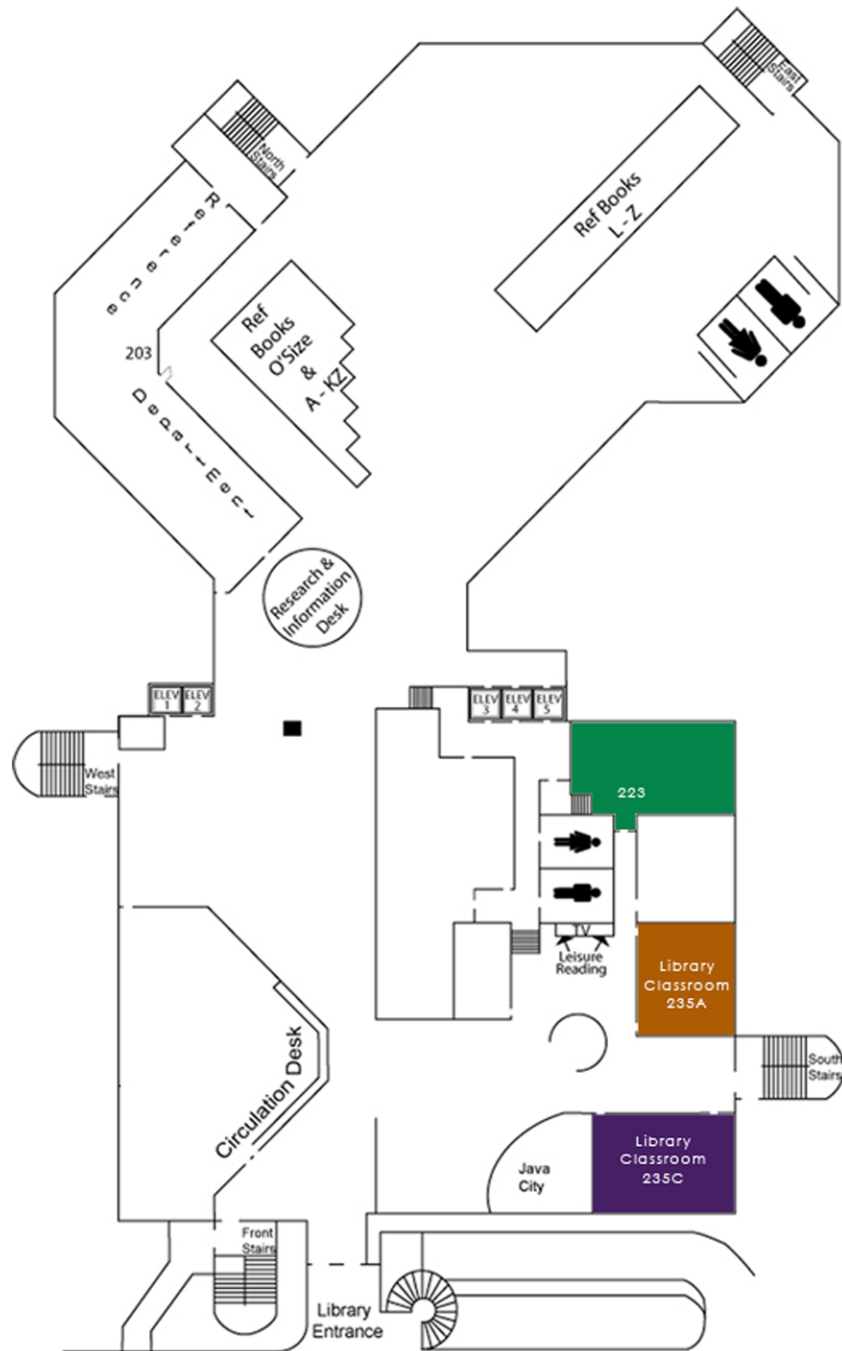 East
Stairs
North
Stairs
Ref Books
L - Z
Reference
Ref
Books
O'Size
&
A - KZ
203
Department
Research &
Information
Desk
ELEV
1
ELEV
2
ELEV
3
ELEV
4
ELEV
5
West
Stairs
223
TV
Leisure
Reading
Library
Classroom
235A
Circulation Desk
South
Stairs
Java
City
Library
Classroom
235C
Front
Stairs
Library
Entrance